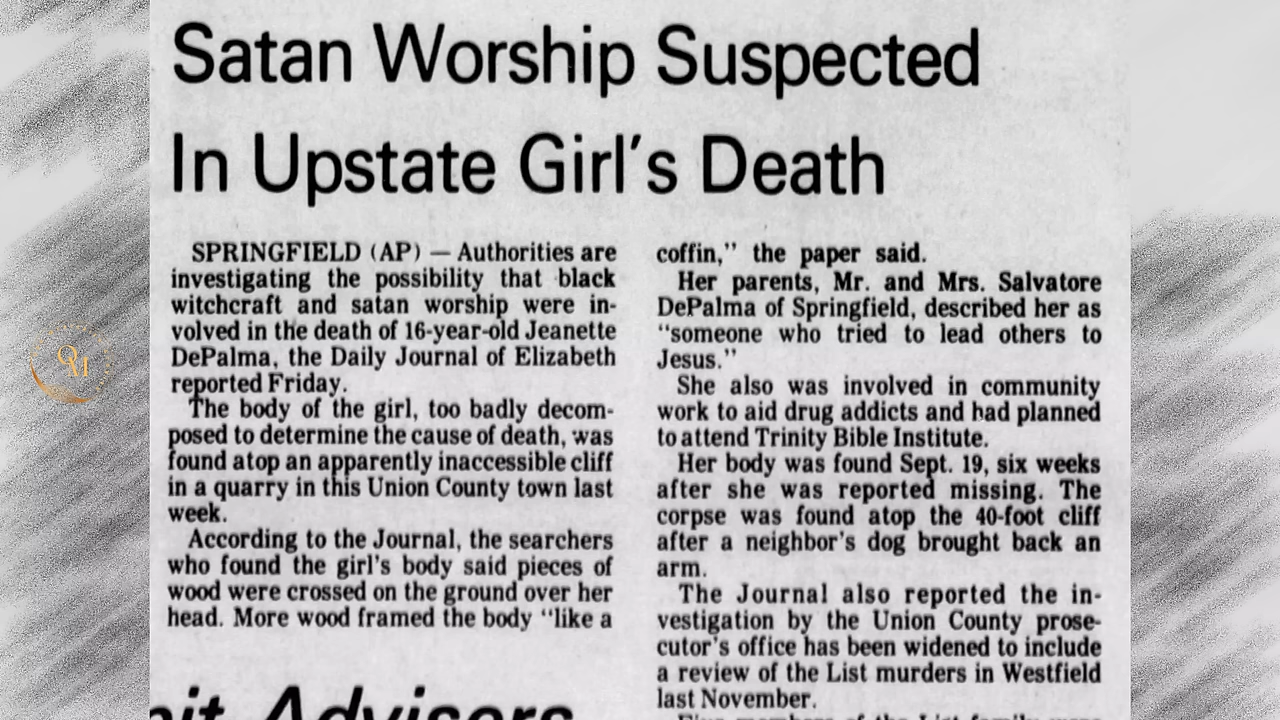 Satan Worship Suspected
In Upstate Girl's Death
SPRINGFIELD (AP) — Authorities are
investigating the possibility that black
witchcraft and satan worship were in-
volved in the death of 16-year-old Jeanette
DePalma, the Daily Journal of Elizabeth
reported Friday.
The body of the girl, too badly decom-
posed to determine the cause of death, was
found atop an apparently inaccessible cliff
in a quarry in this Union County town last
week.
According to the Journal, the searchers
who found the girl's body said pieces of
wood were crossed on the ground over her
head. More wood framed the body "like a
coffin," the paper said.
Her parents, Mr. and Mrs. Salvatore
DePalma of Springfield, described her as
"someone who tried to lead others to
Jesus."
She also was involved in community
work to aid drug addicts and had planned
to attend Trinity Bible Institute.
Her body was found Sept. 19, six weeks
after she was reported missing. The
corpse was found atop the 40-foot cliff
after a neighbor's dog brought back an
arm.
The Journal also reported the in-
vestigation by the Union County prose-
cutor's office has been widened to include
a review of the List murders in Westfield
last November.
Five members of the List family were
Advisors